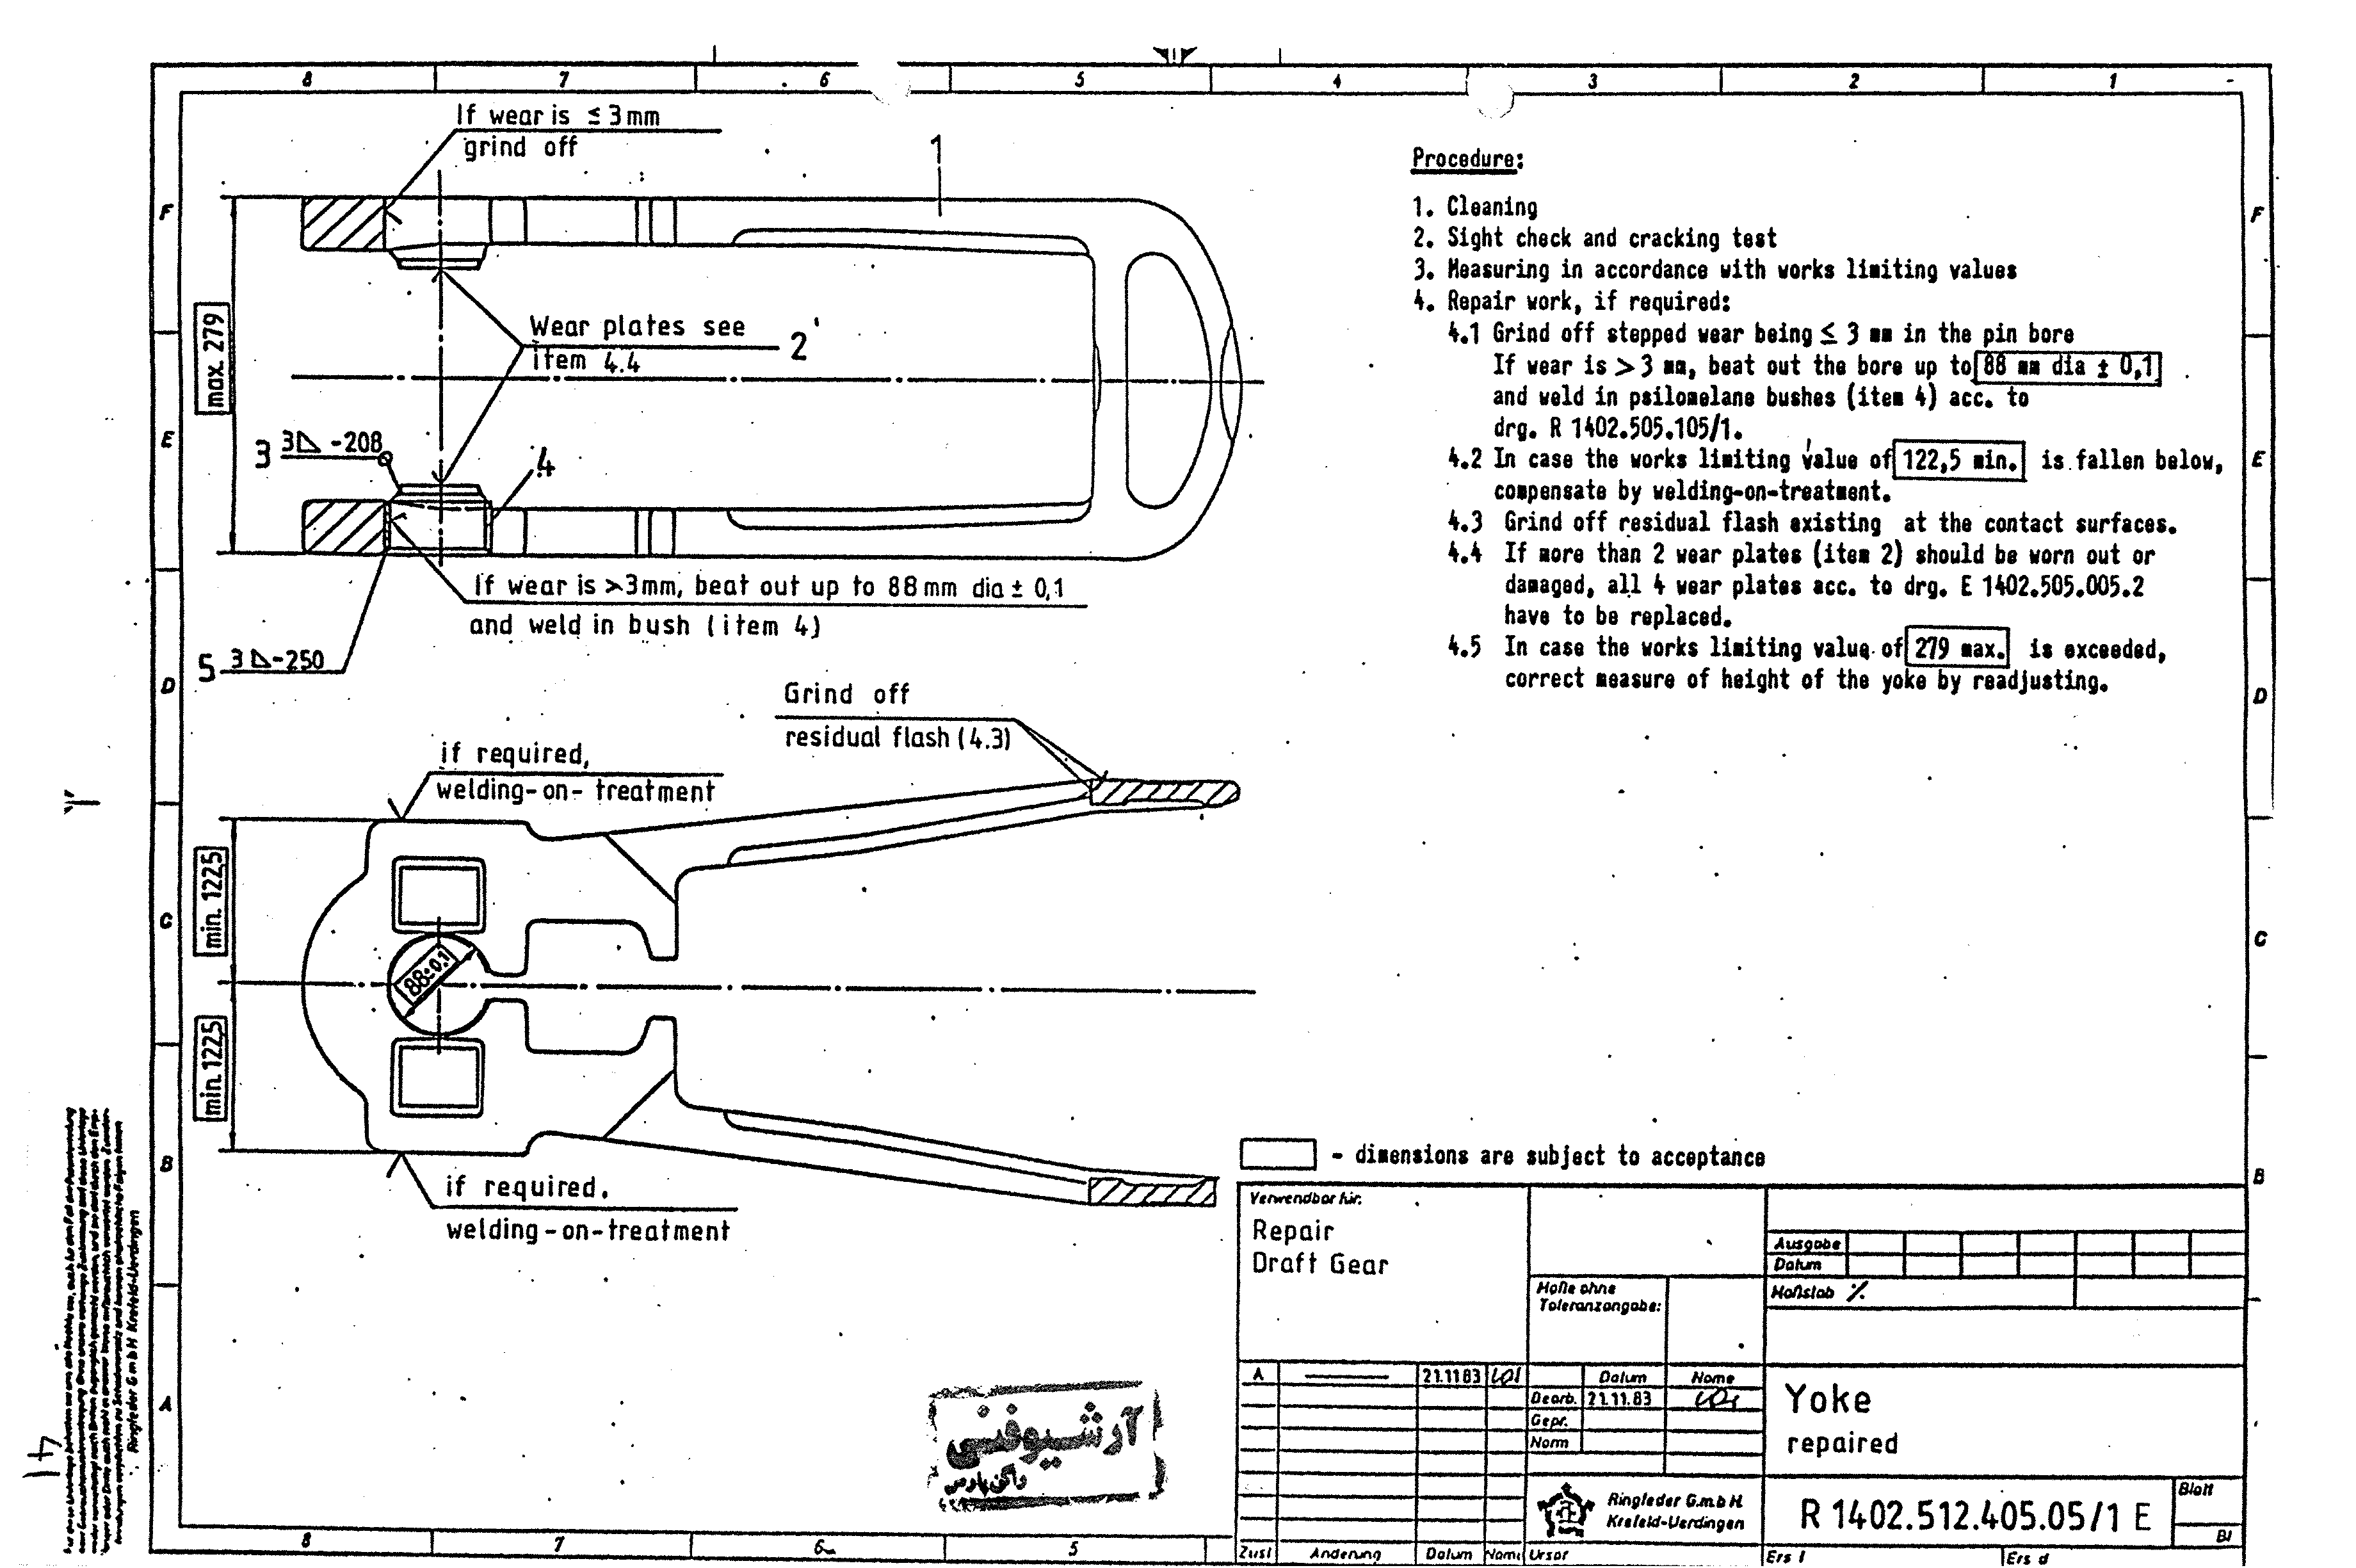 8 7 6 5 4 3 2 1
If wear is ≤ 3mm
grind off
1
F
F
max. 279
Wear plates see
item 4.4
2
E
E
3 3 -208
4
If wear is >3mm, beat out up to 88mm dia ± 0,1
and weld in bush (item 4)
5 3 -250
D
D
Procedure:
1. Cleaning
2. Sight check and cracking test
3. Measuring in accordance with works limiting values
4. Repair work, if required:
4.1 Grind off stepped wear being ≤ 3 mm in the pin bore
If wear is > 3 mm, beat out the bore up to 88 mm dia ± 0,1
and weld in psilomelane bushes (item 4) acc. to
drg. R 1402.505.105/1.
4.2 In case the works limiting value of 122,5 min. is fallen below,
compensate by welding-on-treatment.
4.3 Grind off residual flash existing at the contact surfaces.
4.4 If more than 2 wear plates (item 2) should be worn out or
damaged, all 4 wear plates acc. to drg. E 1402.505.005.2
have to be replaced.
4.5 In case the works limiting value of 279 max. is exceeded,
correct measure of height of the yoke by readjusting.
Grind off
residual flash (4.3)
if required,
welding-on-treatment
min. 1225
C
C
88±0.1
min. 1225
B
B
if required.
welding-on-treatment
- dimensions are subject to acceptance
Verwendbar für:
Repair
Draft Gear
Maße ohne
Toleranzangabe:
Ausgabe
Datum
Maßstab %
A 21.11.83
Datum Name
Bearb. 21.11.83
Gepr.
Norm
Yoke
repaired
Ringfeder G.m.b.H.
Krefeld-Uerdingen
R 1402.512.405.05/1 E
Blatt
Bl
Zust Änderung Datum Name Urspr
Ers f
Ers d
A
آرشیو فنی
واگن پارس
Ringfeder GmbH Krefeld-Uerdingen
8 7 6 5